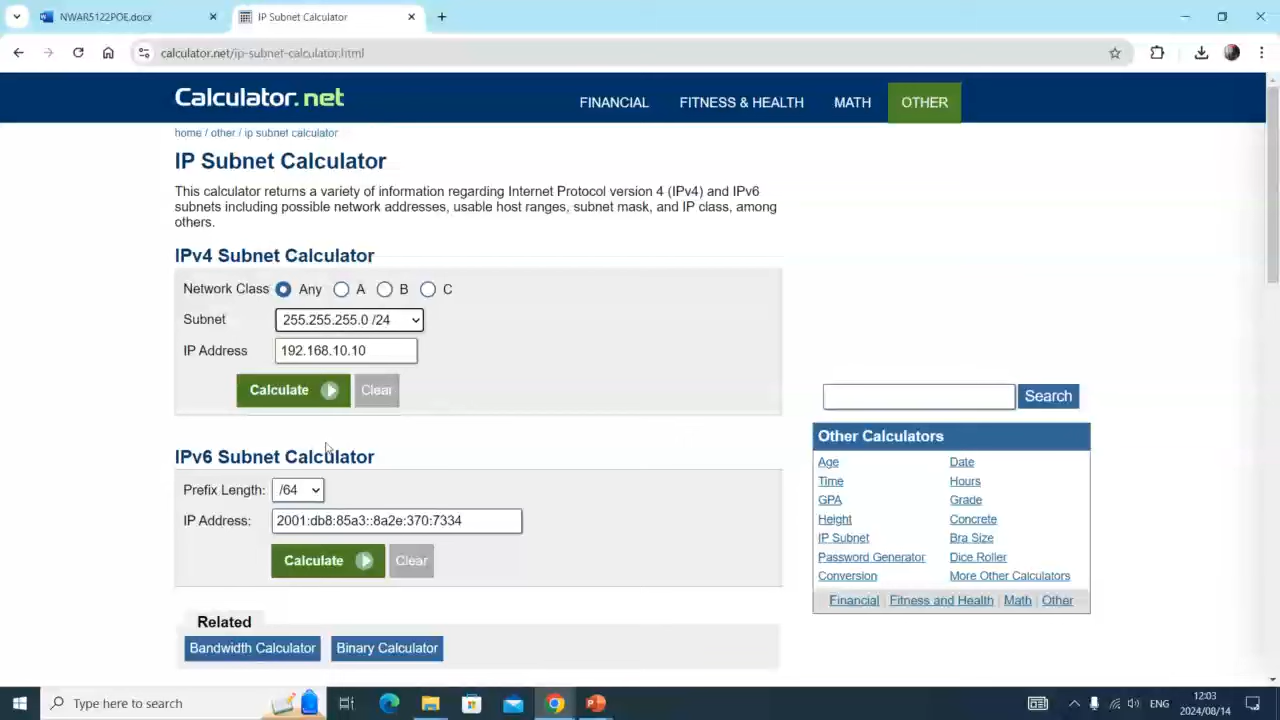 NWAR5122POE.docx
IP Subnet Calculator
calculator.net/ip-subnet-calculator.html
Calculator.net
FINANCIAL FITNESS & HEALTH MATH OTHER
home / other / ip subnet calculator
IP Subnet Calculator
This calculator returns a variety of information regarding Internet Protocol version 4 (IPv4) and IPv6
subnets including possible network addresses, usable host ranges, subnet mask, and IP class, among
others.
IPv4 Subnet Calculator
Network Class Any A B C
Subnet 255.255.255.0 /24
IP Address 192.168.10.10
Calculate Clear
Search
IPv6 Subnet Calculator
Prefix Length: /64
IP Address: 2001:db8:85a3::8a2e:370:7334
Calculate Clear
Other Calculators
Age Date
Time Hours
GPA Grade
Height Concrete
IP Subnet Bra Size
Password Generator Dice Roller
Conversion More Other Calculators
Financial | Fitness and Health | Math | Other
Related
Bandwidth Calculator Binary Calculator
Type here to search
ENG
12:03
2024/08/14